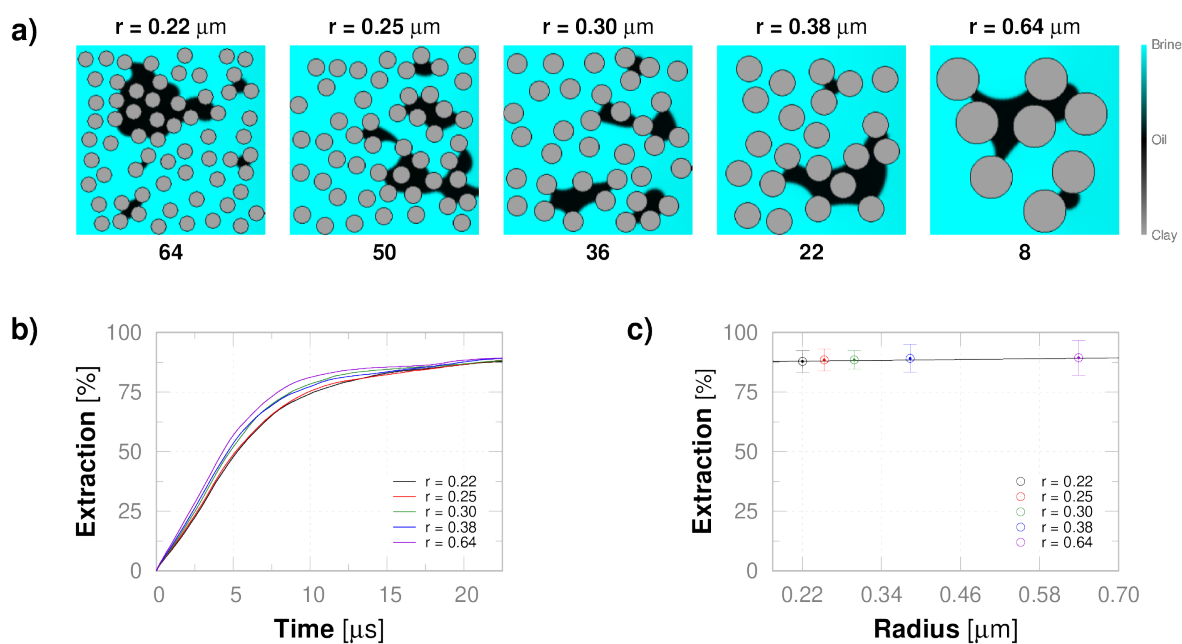 a)
r = 0.22 μm
r = 0.25 μm
r = 0.30 μm
r = 0.38 μm
r = 0.64 μm
Brine
Oil
Clay
64
50
36
22
8
b)
100
75
50
25
0
Extraction [%]
r = 0.22
r = 0.25
r = 0.30
r = 0.38
r = 0.64
0 5 10 15 20
Time [μs]
c)
100
75
50
25
0
Extraction [%]
r = 0.22
r = 0.25
r = 0.30
r = 0.38
r = 0.64
0.22 0.34 0.46 0.58 0.70
Radius [μm]